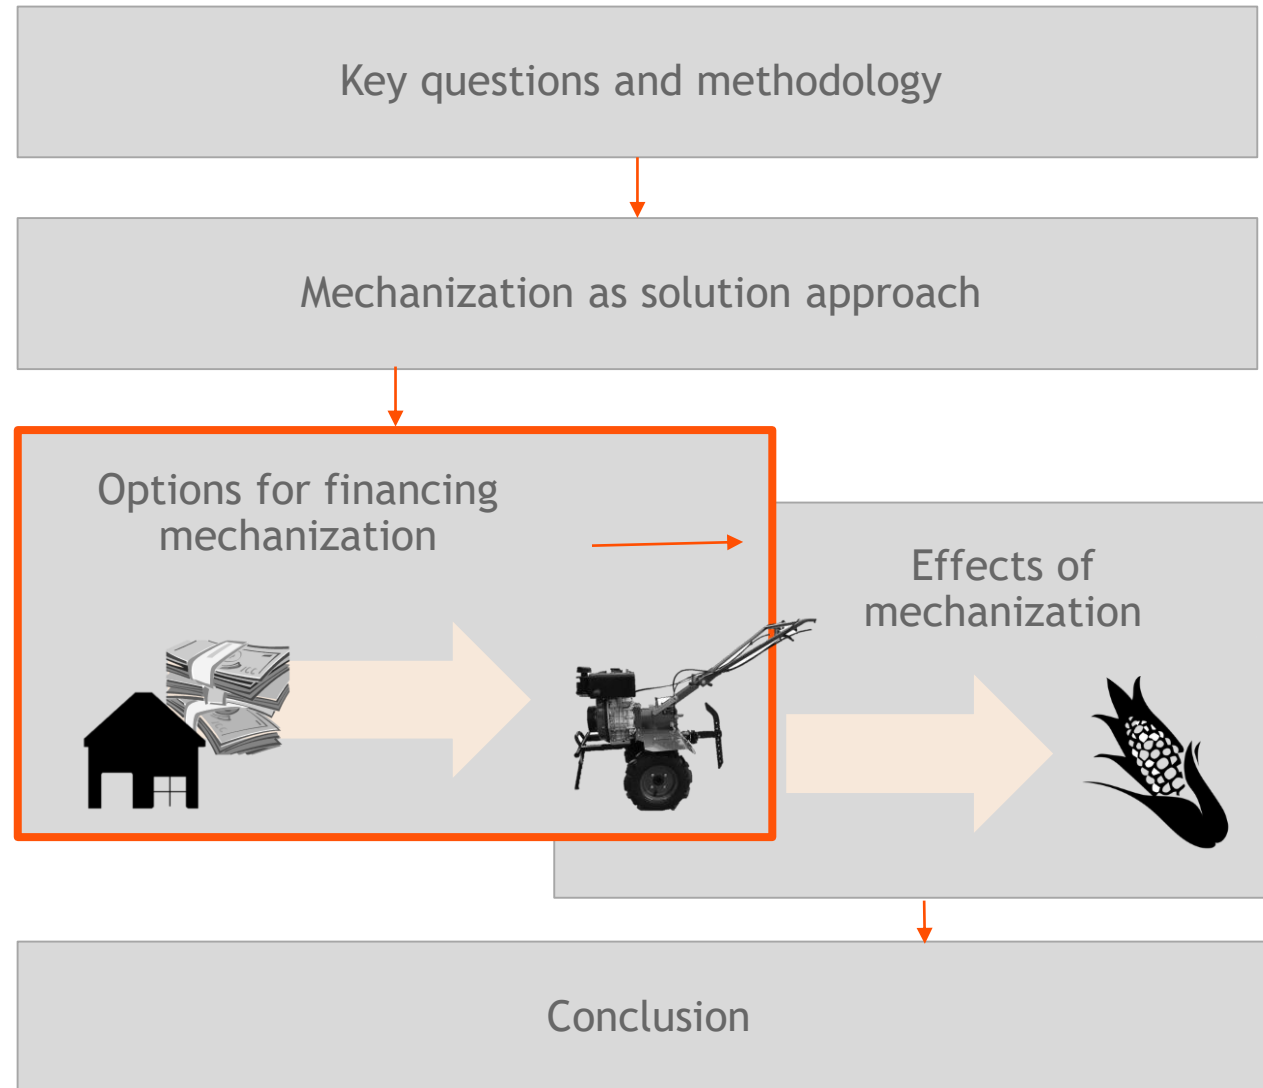 Key questions and methodology
Mechanization as solution approach
Options for financing
mechanization
Effects of
mechanization
Conclusion